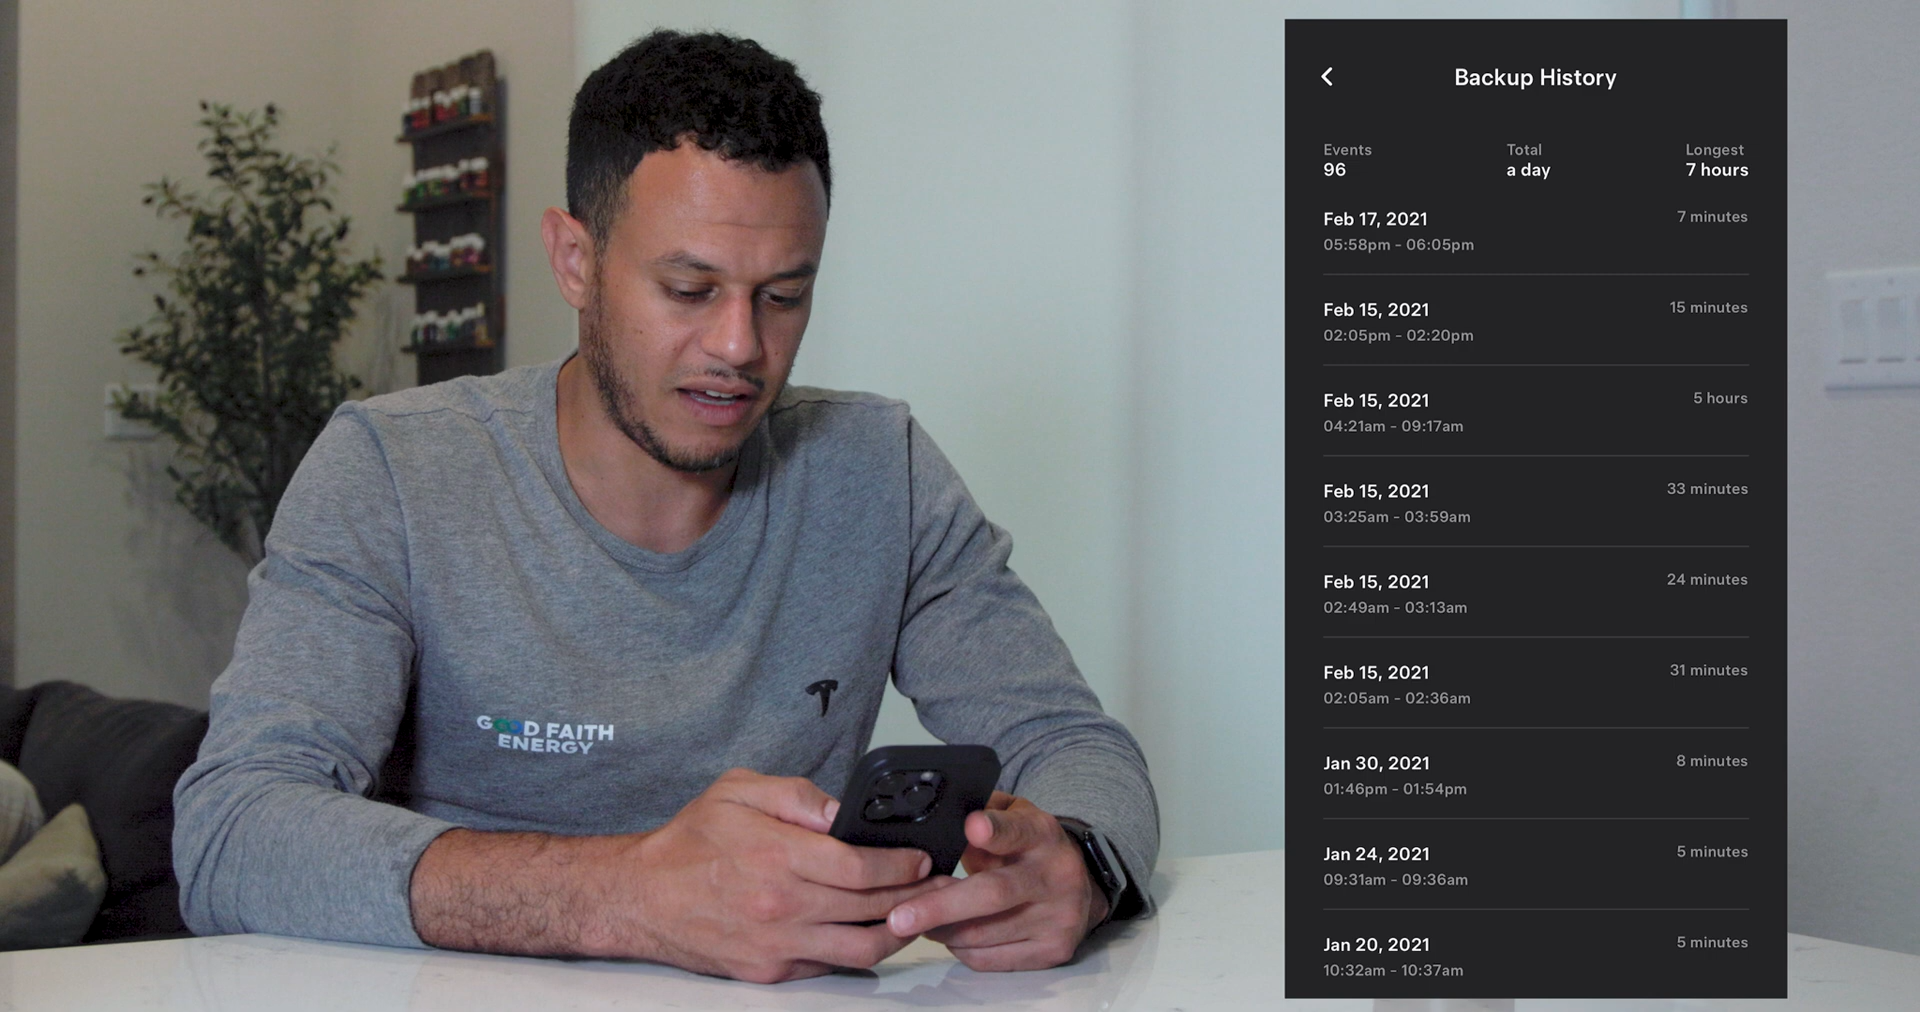 GOOD FAITH
ENERGY
Backup History
Events Total Longest
96 a day 7 hours
Feb 17, 2021 7 minutes
05:58pm - 06:05pm
Feb 15, 2021 15 minutes
02:05pm - 02:20pm
Feb 15, 2021 5 hours
04:21am - 09:17am
Feb 15, 2021 33 minutes
03:25am - 03:59am
Feb 15, 2021 24 minutes
02:49am - 03:13am
Feb 15, 2021 31 minutes
02:05am - 02:36am
Jan 30, 2021 8 minutes
01:46pm - 01:54pm
Jan 24, 2021 5 minutes
09:31am - 09:36am
Jan 20, 2021 5 minutes
10:32am - 10:37am